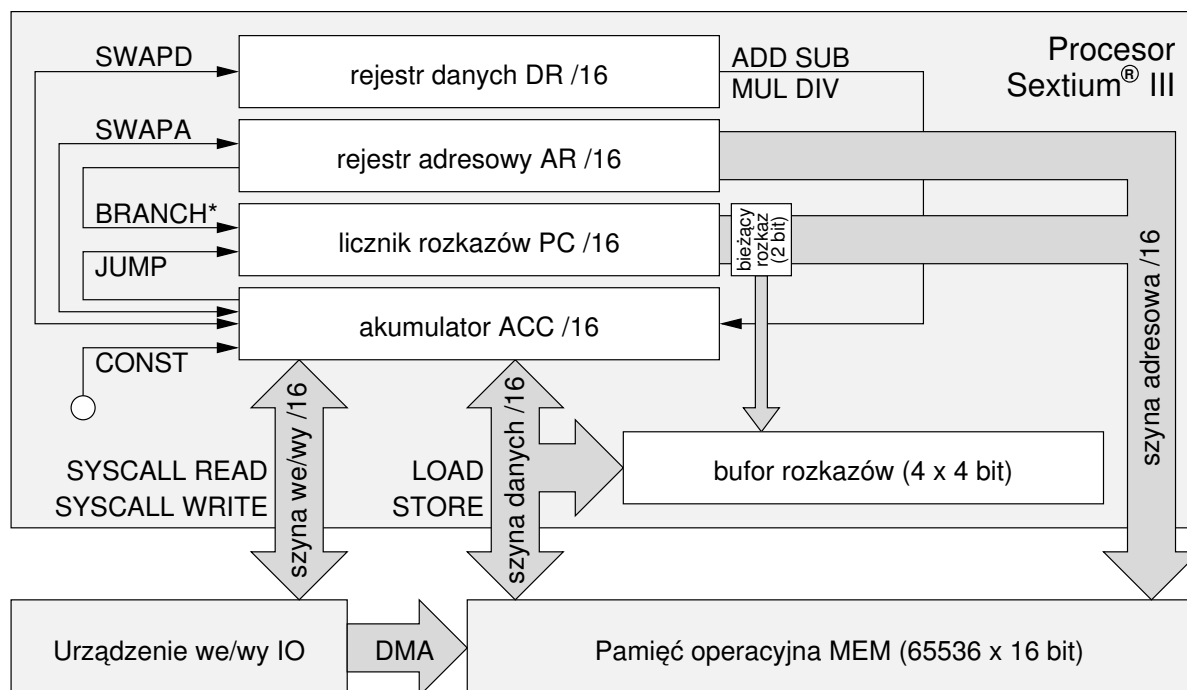 SWAPD
rejestr danych DR /16
ADD SUB
MUL DIV
Procesor
Sextium® III
SWAPA
rejestr adresowy AR /16
BRANCH*
licznik rozkazów PC /16
bieżący
rozkaz
(2 bit)
JUMP
akumulator ACC /16
CONST
szyna adresowa /16
SYSCALL READ
SYSCALL WRITE
szyna we/wy /16
LOAD
STORE
szyna danych /16
bufor rozkazów (4 x 4 bit)
Urządzenie we/wy IO
DMA
Pamięć operacyjna MEM (65536 x 16 bit)